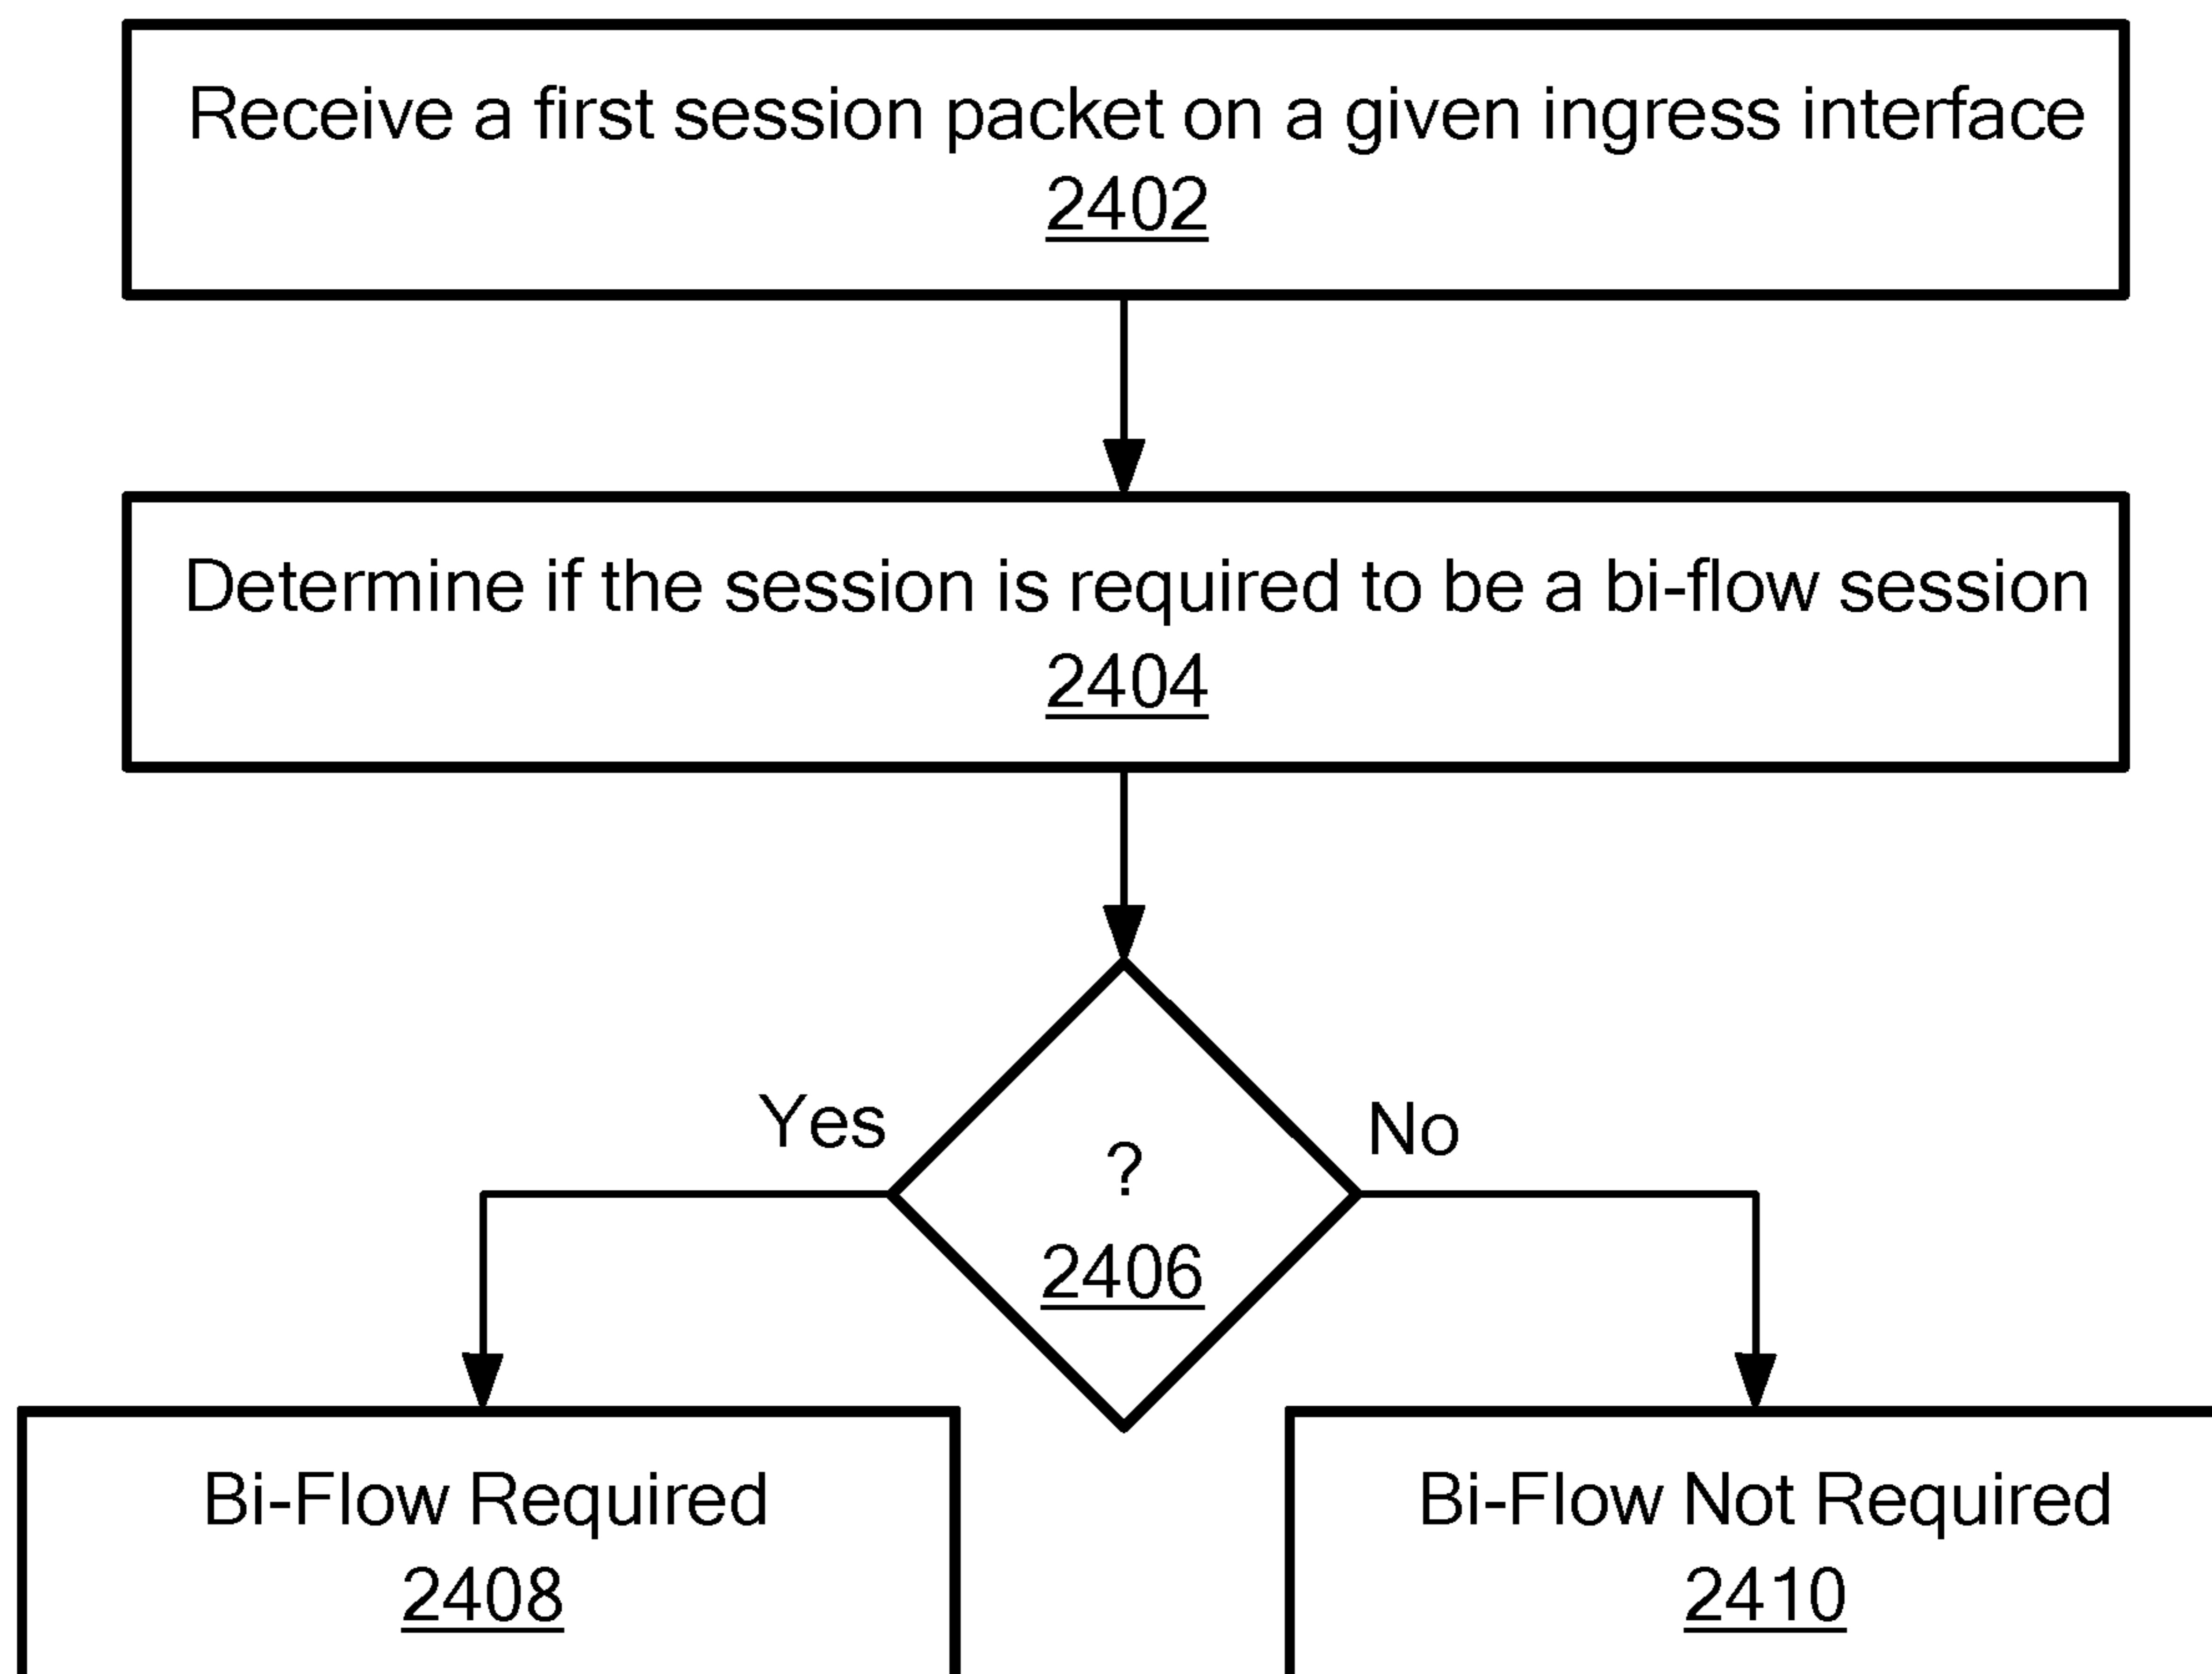 Receive a first session packet on a given ingress interface
2402
Determine if the session is required to be a bi-flow session
2404
Yes
No
?
2406
Bi-Flow Required
2408
Bi-Flow Not Required
2410